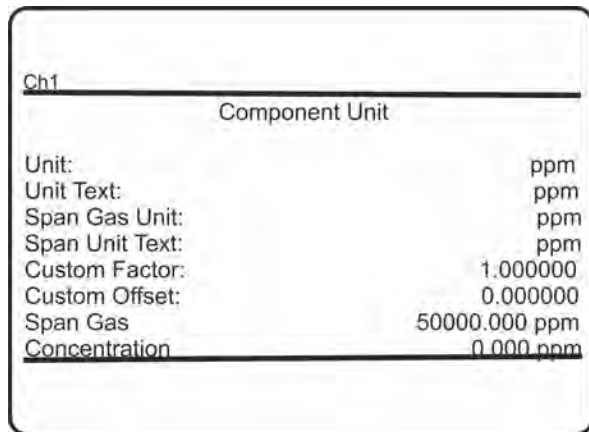 Ch1
Component Unit
Unit: ppm
Unit Text: ppm
Span Gas Unit: ppm
Span Unit Text: ppm
Custom Factor: 1.000000
Custom Offset: 0.000000
Span Gas 50000.000 ppm
Concentration 0.000 ppm